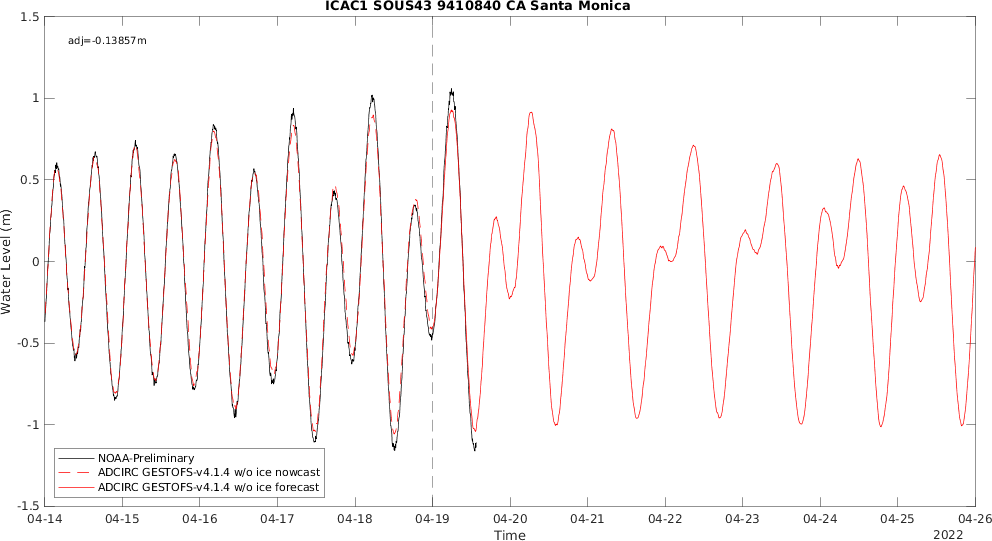 ICAC1 SOUS43 9410840 CA Santa Monica
adj=-0.13857m
1.5
1
0.5
0
-0.5
-1
-1.5
Water Level (m)
NOAA-Preliminary
ADCIRC GESTOFS-v4.1.4 w/o ice nowcast
ADCIRC GESTOFS-v4.1.4 w/o ice forecast
04-14 04-15 04-16 04-17 04-18 04-19 04-20 04-21 04-22 04-23 04-24 04-25 04-26
Time
2022